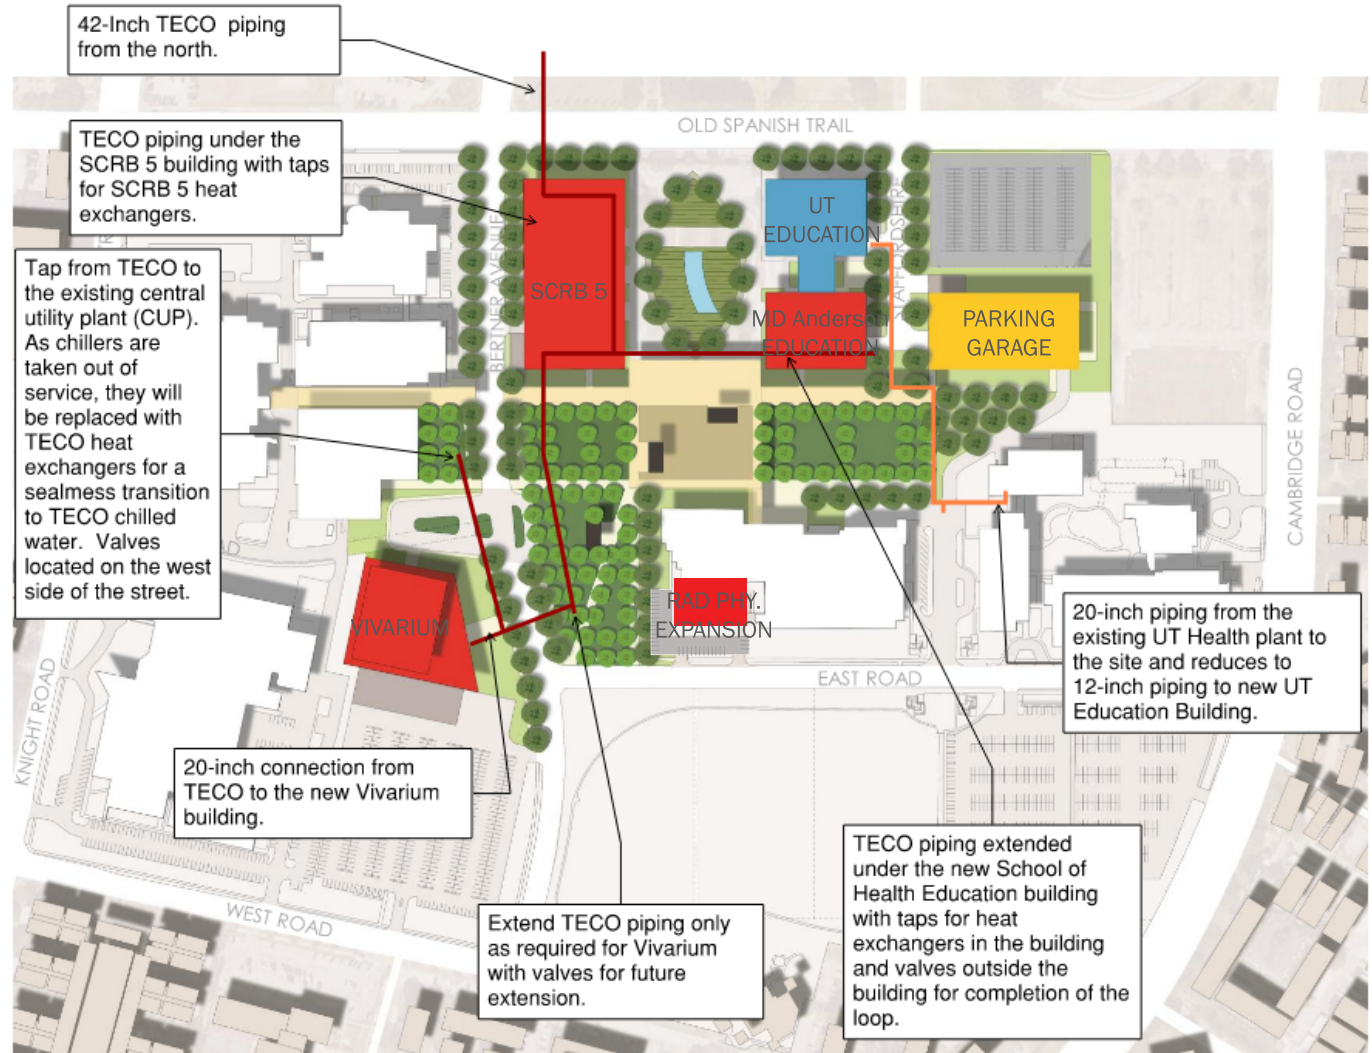 42-Inch TECO piping
from the north.
OLD SPANISH TRAIL
TECO piping under the
SCRB 5 building with taps
for SCRB 5 heat
exchangers.
UT
EDUCATION
STAFFORDSHIRE
BERTNER AVENUE
Tap from TECO to
the existing central
utility plant (CUP).
As chillers are
taken out of
service, they will
be replaced with
TECO heat
exchangers for a
sealmess transition
to TECO chilled
water. Valves
located on the west
side of the street.
SCRB 5
MD Anderson
EDUCATION
PARKING
GARAGE
CAMBRIDGE ROAD
VIVARIUM
RAD PHY.
EXPANSION
20-inch piping from the
existing UT Health plant to
the site and reduces to
12-inch piping to new UT
Education Building.
EAST ROAD
KNIGHT ROAD
20-inch connection from
TECO to the new Vivarium
building.
TECO piping extended
under the new School of
Health Education building
with taps for heat
exchangers in the building
and valves outside the
building for completion of the
loop.
WEST ROAD
Extend TECO piping only
as required for Vivarium
with valves for future
extension.